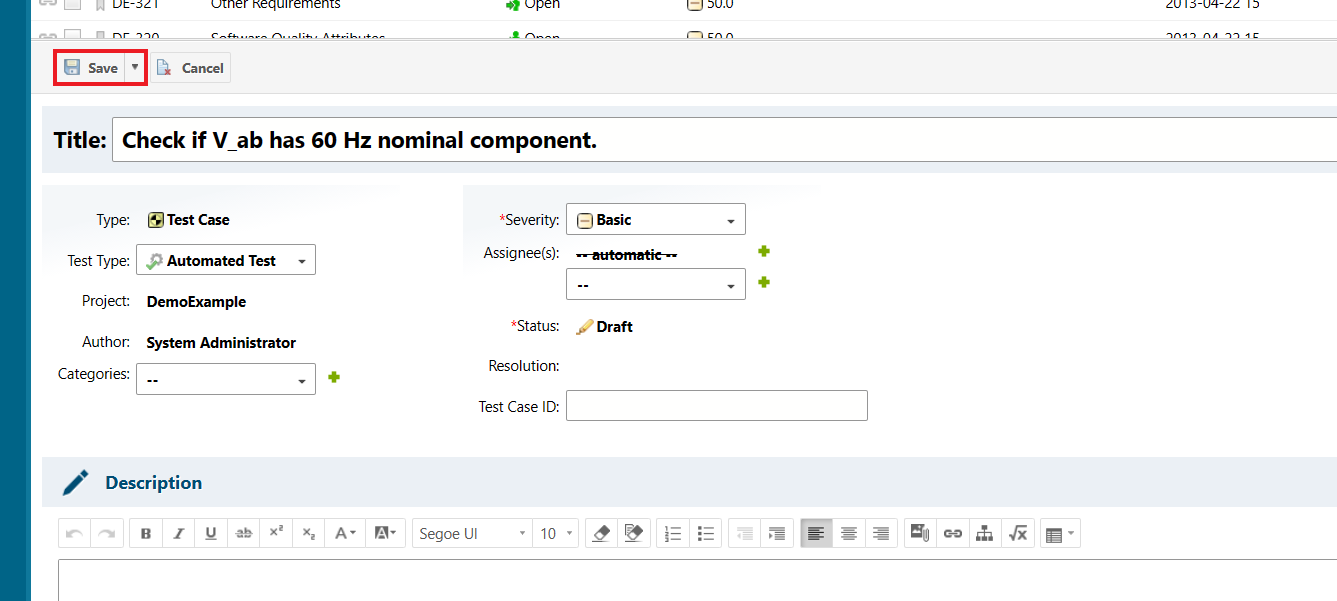 DE-321 Other Requirements Open 50.0 2013-04-22 15
DE-320 Software Quality Attributes Open 50.0 2013-04-22 15
Save Cancel
Title: Check if V_ab has 60 Hz nominal component.
Type: Test Case
Test Type: Automated Test
Project: DemoExample
Author: System Administrator
Categories: --
*Severity: Basic
Assignee(s): -- automatic --
--
*Status: Draft
Resolution:
Test Case ID:
Description
B I U ab x² x₂ A A Segoe UI 10 √x